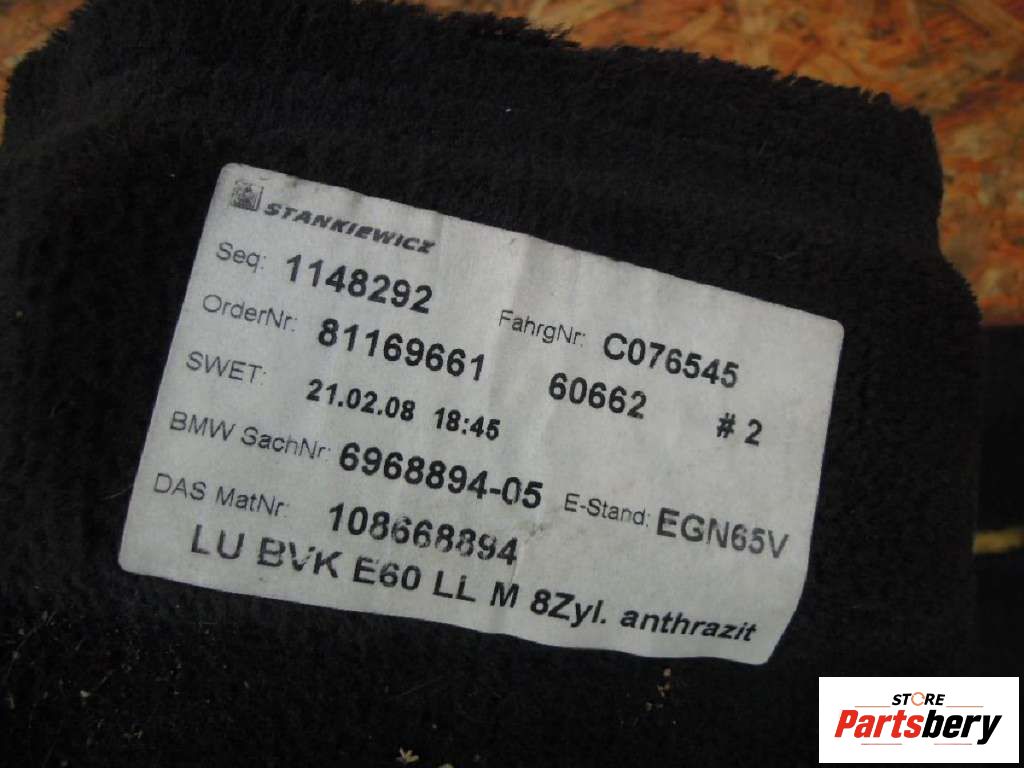 STANKIEWICZ
Seq: 1148292 FahrgNr: C076545
OrderNr: 81169661 60662 # 2
SWET: 21.02.08 18:45
BMW SachNr: 6968894-05 E-Stand: EGN65V
DAS MatNr: 108668894
LU BVK E60 LL M 8Zyl. anthrazit
STORE
Partsbery